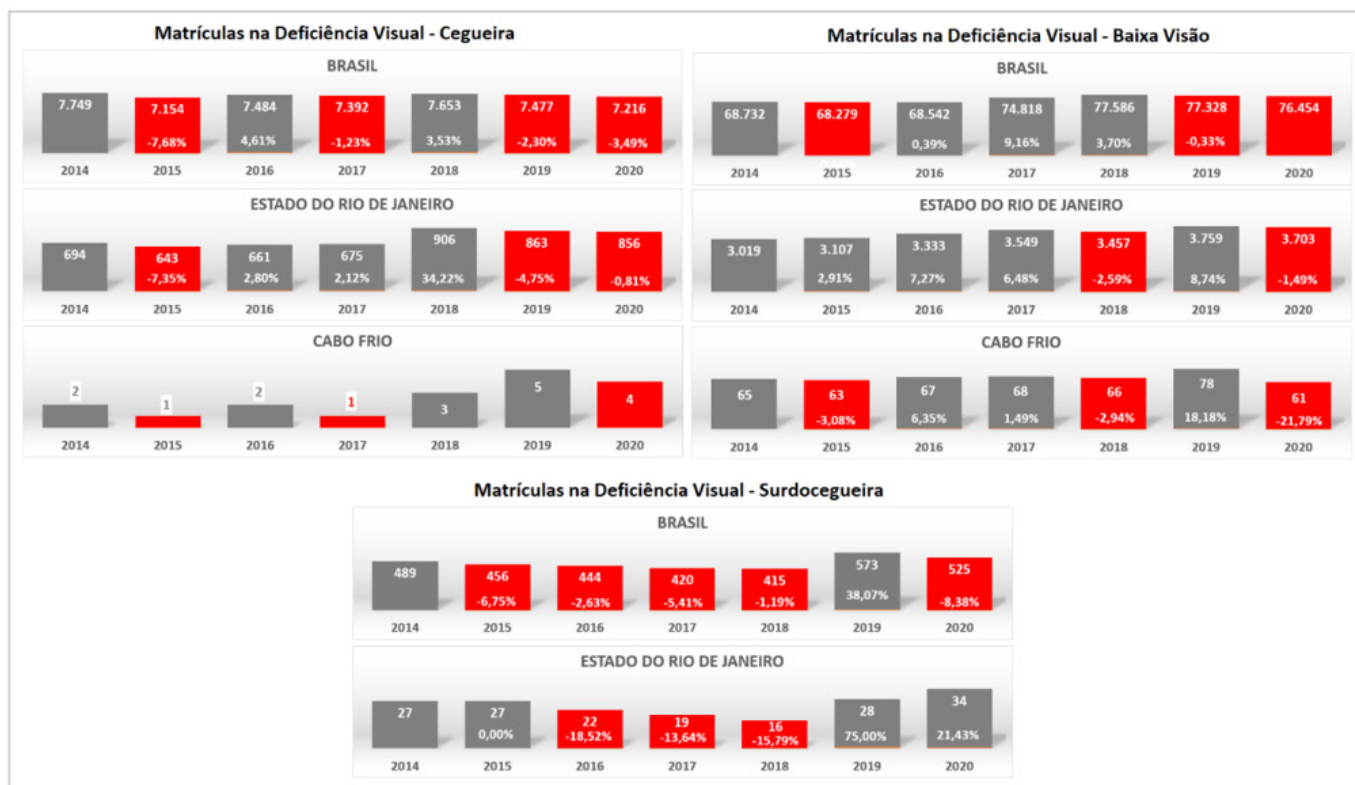 Matrículas na Deficiência Visual - Cegueira
BRASIL
7.749 7.154 7.484 7.392 7.653 7.477 7.216
-7,68% 4,61% -1,23% 3,53% -2,30% -3,49%
2014 2015 2016 2017 2018 2019 2020
ESTADO DO RIO DE JANEIRO
694 643 661 675 906 863 856
-7,35% 2,80% 2,12% 34,22% -4,75% -0,81%
2014 2015 2016 2017 2018 2019 2020
CABO FRIO
2 1 2 1 3 5 4
2014 2015 2016 2017 2018 2019 2020
Matrículas na Deficiência Visual - Baixa Visão
BRASIL
68.732 68.279 68.542 74.818 77.586 77.328 76.454
0,39% 9,16% 3,70% -0,33%
2014 2015 2016 2017 2018 2019 2020
ESTADO DO RIO DE JANEIRO
3.019 3.107 3.333 3.549 3.457 3.759 3.703
2,91% 7,27% 6,48% -2,59% 8,74% -1,49%
2014 2015 2016 2017 2018 2019 2020
CABO FRIO
65 63 67 68 66 78 61
-3,08% 6,35% 1,49% -2,94% 18,18% -21,79%
2014 2015 2016 2017 2018 2019 2020
Matrículas na Deficiência Visual - Surdocegueira
BRASIL
489 456 444 420 415 573 525
-6,75% -2,63% -5,41% -1,19% 38,07% -8,38%
2014 2015 2016 2017 2018 2019 2020
ESTADO DO RIO DE JANEIRO
27 27 22 19 16 28 34
0,00% -18,52% -13,64% -15,79% 75,00% 21,43%
2014 2015 2016 2017 2018 2019 2020